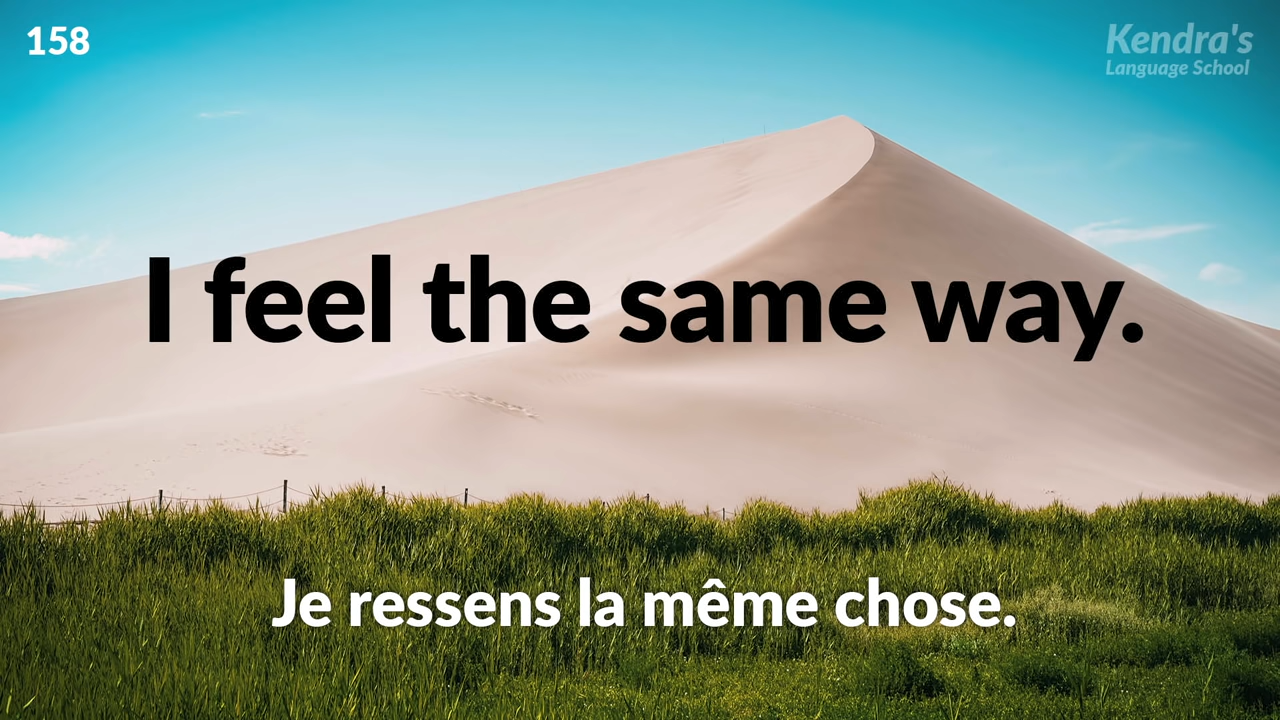 158
Kendra's
Language School
I feel the same way.
Je ressens la même chose.